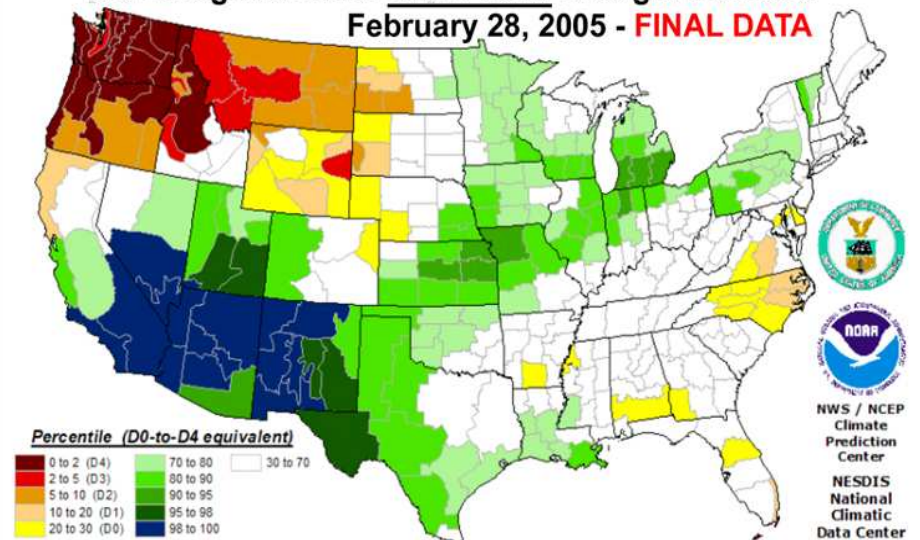 February 28, 2005 - FINAL DATA
NOAA
NWS / NCEP
Climate
Prediction
Center
NESDIS
National
Climatic
Data Center
Percentile (D0-to-D4 equivalent)
0 to 2 (D4)
2 to 5 (D3)
5 to 10 (D2)
10 to 20 (D1)
20 to 30 (D0)
70 to 80
80 to 90
90 to 95
95 to 98
98 to 100
30 to 70